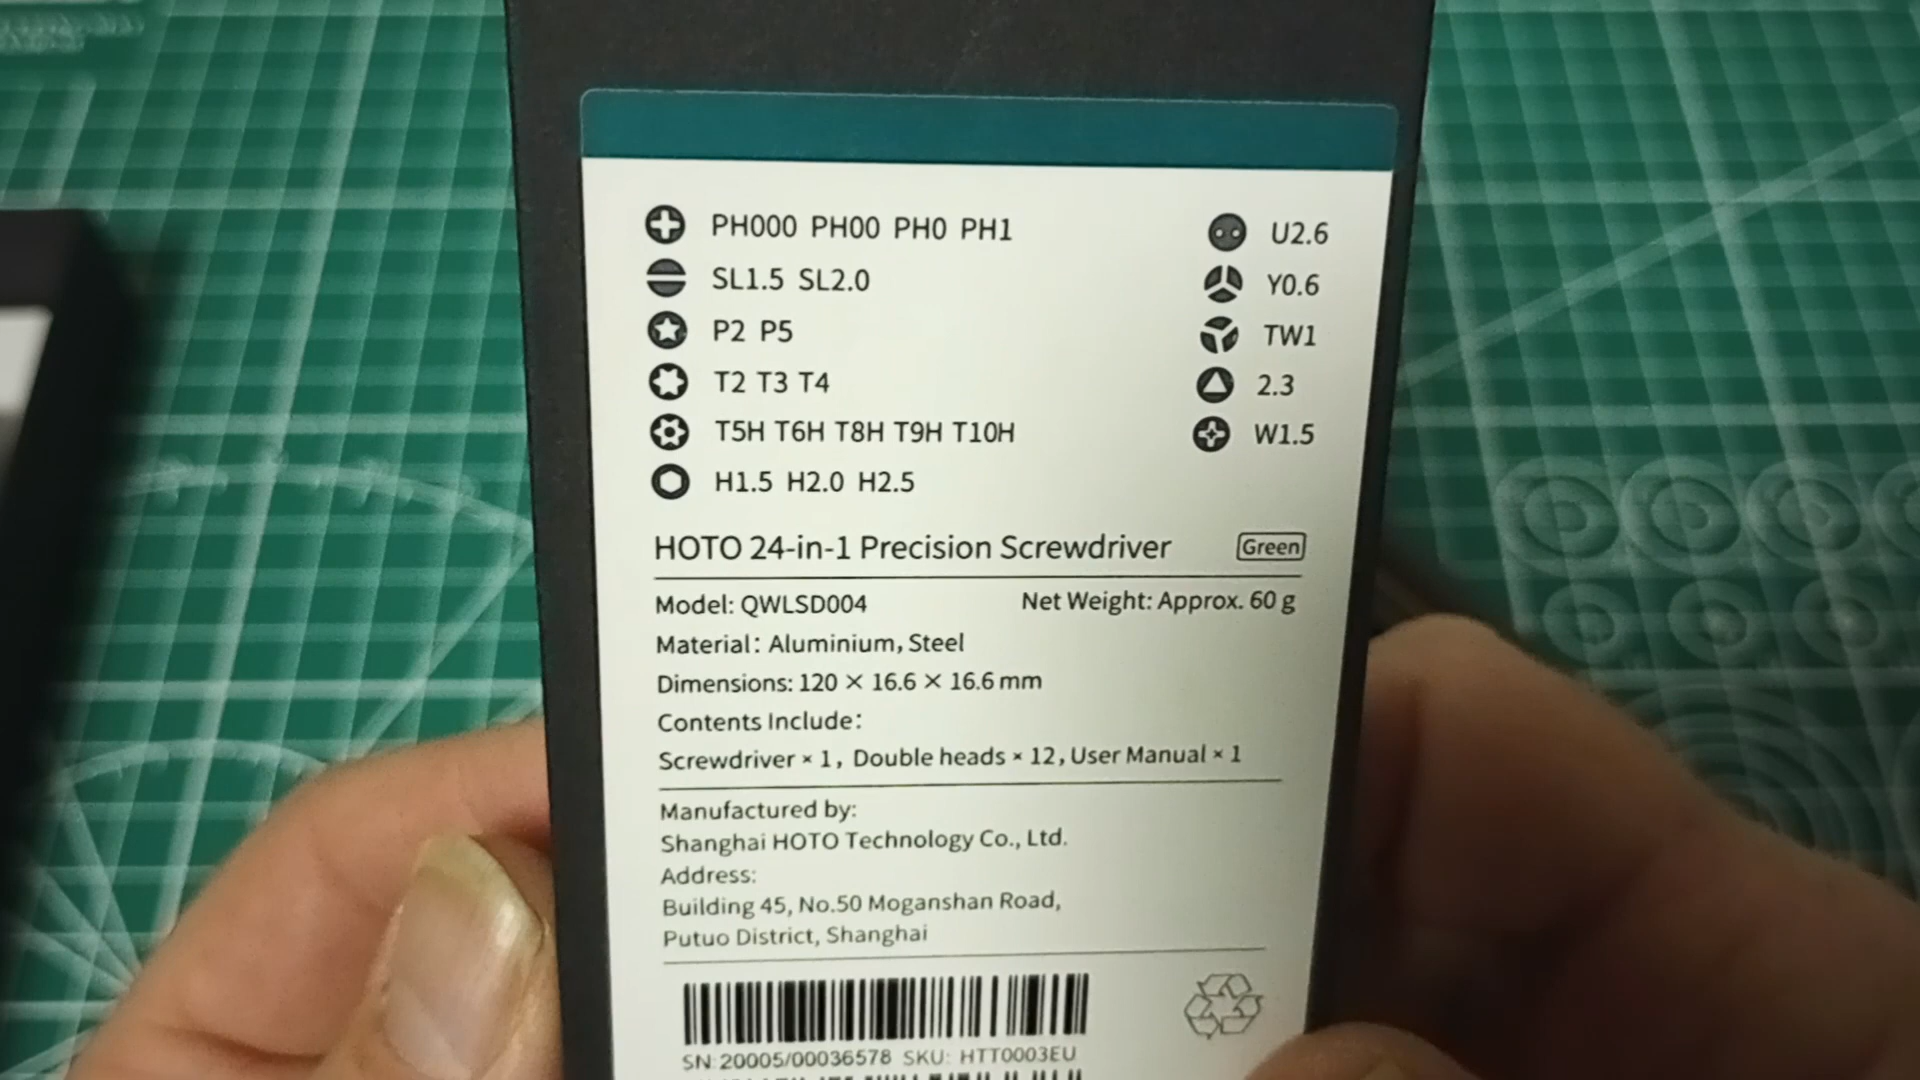 PH000 PH00 PH0 PH1
SL1.5 SL2.0
P2 P5
T2 T3 T4
T5H T6H T8H T9H T10H
H1.5 H2.0 H2.5
U2.6
Y0.6
TW1
2.3
W1.5
HOTO 24-in-1 Precision Screwdriver Green
Model: QWLSD004 Net Weight: Approx. 60 g
Material: Aluminium, Steel
Dimensions: 120 × 16.6 × 16.6 mm
Contents Include:
Screwdriver × 1, Double heads × 12, User Manual × 1
Manufactured by:
Shanghai HOTO Technology Co., Ltd.
Address:
Building 45, No.50 Moganshan Road,
Putuo District, Shanghai
SN:20005/00036578 SKU: HTT0003EU